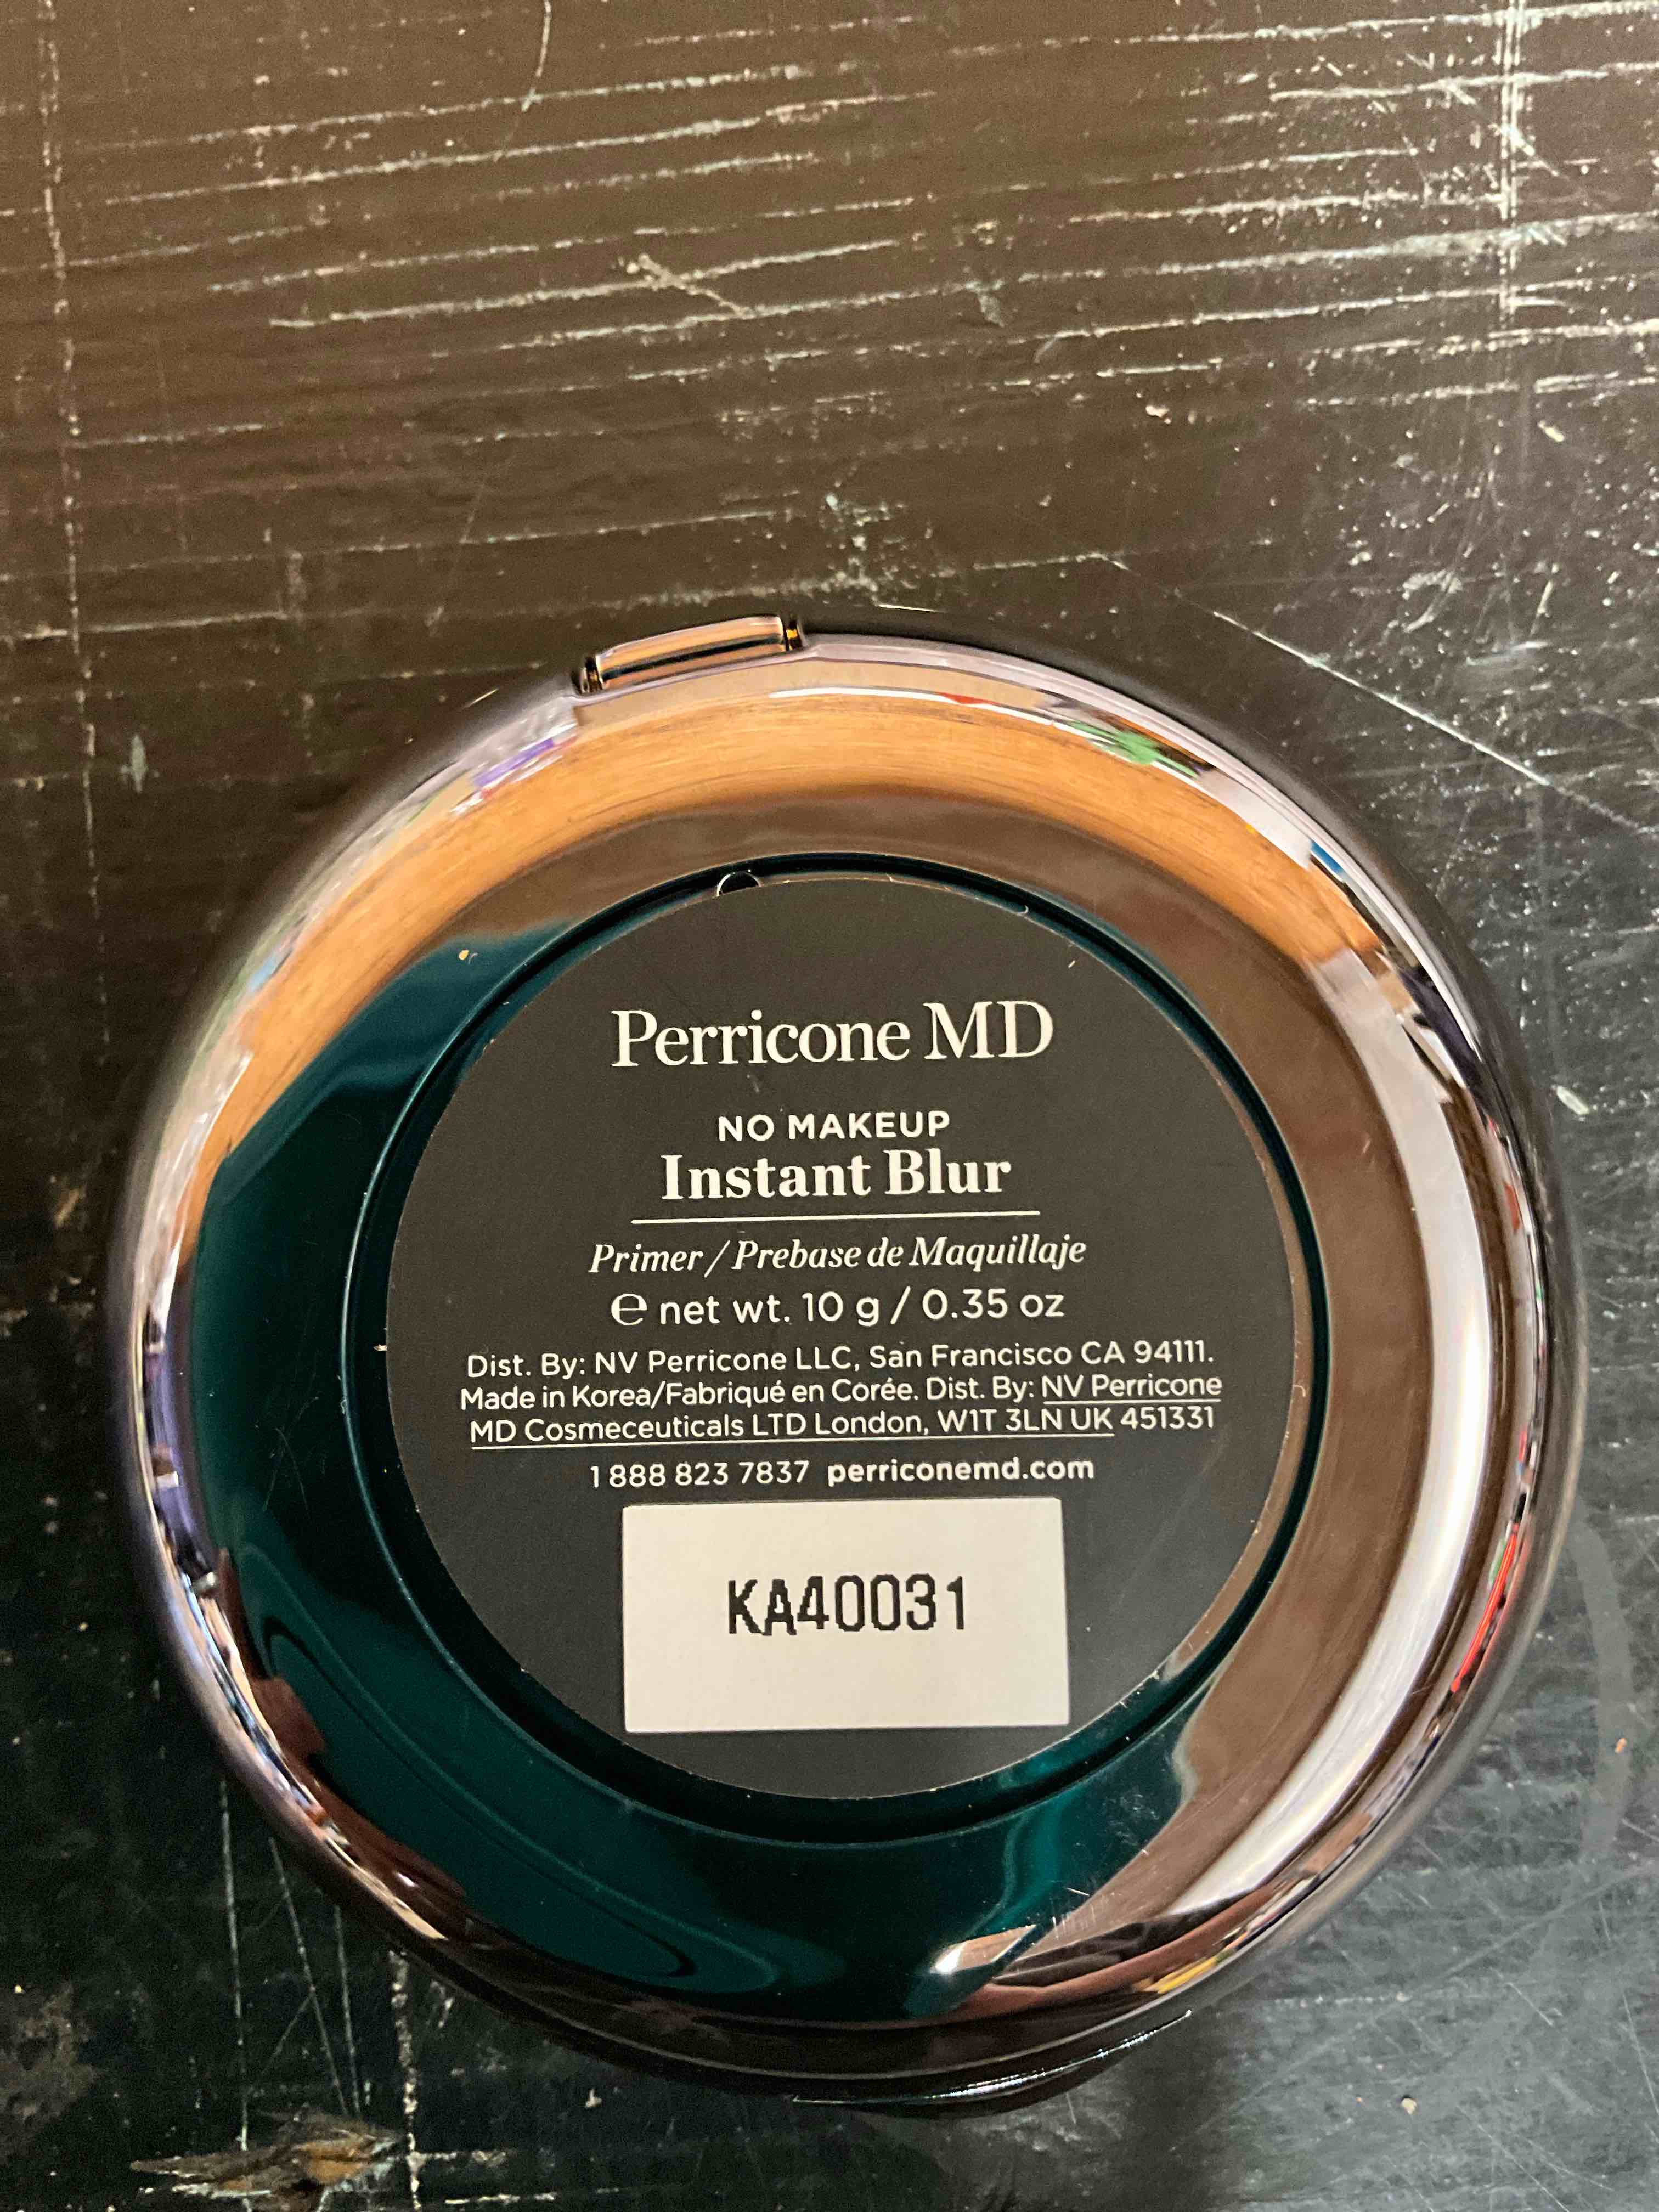 Perricone MD
NO MAKEUP
Instant Blur
Primer / Prebase de Maquillaje
℮ net wt. 10 g / 0.35 oz
Dist. By: NV Perricone LLC, San Francisco CA 94111.
Made in Korea/Fabriqué en Corée. Dist. By: NV Perricone
MD Cosmeceuticals LTD London, W1T 3LN UK 451331
1 888 823 7837 perriconemd.com
KA40031